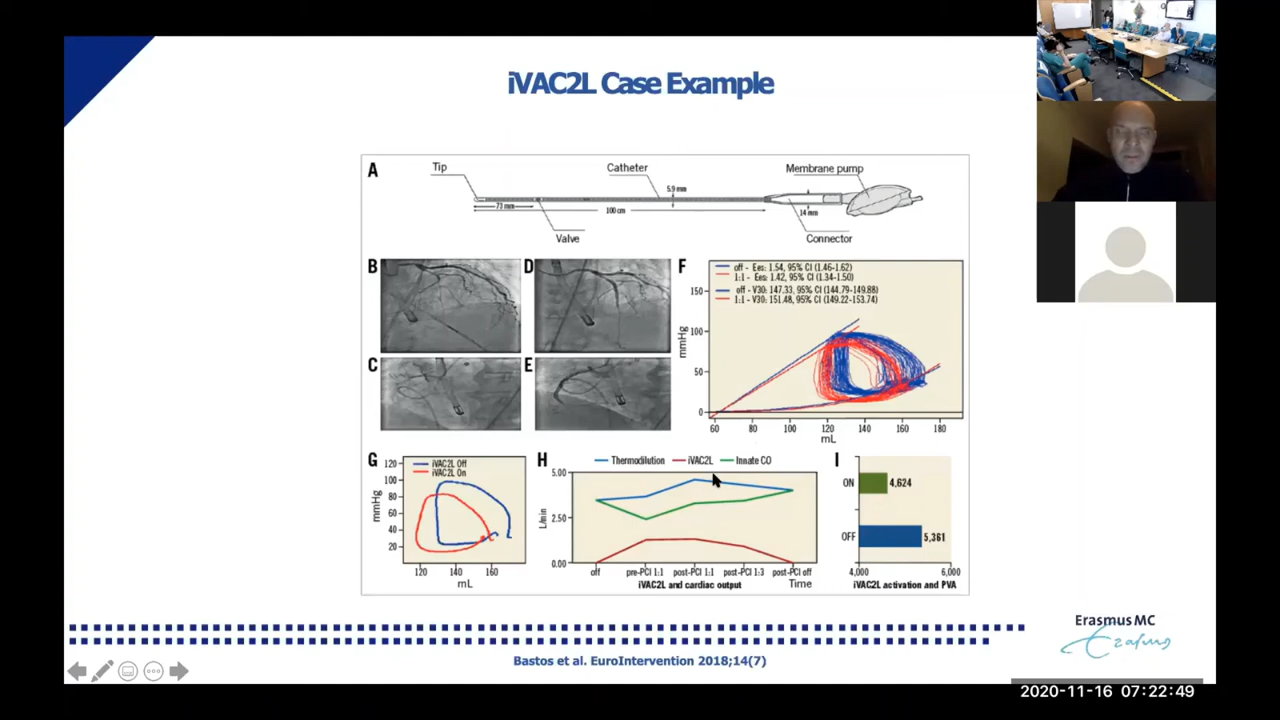 iVAC2L Case Example
A
Tip
Catheter
Membrane pump
5.9 mm
73 mm
100 cm
14 mm
Valve
Connector
B
D
F
off - Ees: 1.54, 95% CI (1.46-1.62)
1:1 - Ees: 1.42, 95% CI (1.34-1.50)
off - V30: 147.33, 95% CI (144.79-149.88)
1:1 - V30: 151.48, 95% CI (149.22-153.74)
150
100
50
0
mmHg
60 80 100 120 140 160 180
mL
C
E
G
iVAC2L Off
iVAC2L On
120
100
80
60
40
20
mmHg
120 140 160
mL
H
Thermodilution iVAC2L Innate CO
5.00
2.50
0.00
L/min
off pre-PCI 1:1 post-PCI 1:1 post-PCI 1:3 post-PCI off
iVAC2L and cardiac output Time
I
ON 4,624
OFF 5,361
4,000 6,000
iVAC2L activation and PVA
Erasmus MC
Erasmus
Bastos et al. EuroIntervention 2018;14(7)
2020-11-16 07:22:49